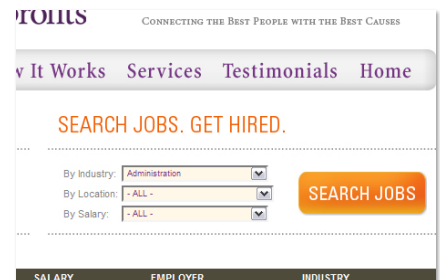 CONNECTING THE BEST PEOPLE WITH THE BEST CAUSES
It Works Services Testimonials Home
SEARCH JOBS. GET HIRED.
By Industry: Administration
By Location: - ALL -
By Salary: - ALL -
SEARCH JOBS
SALARY EMPLOYER INDUSTRY